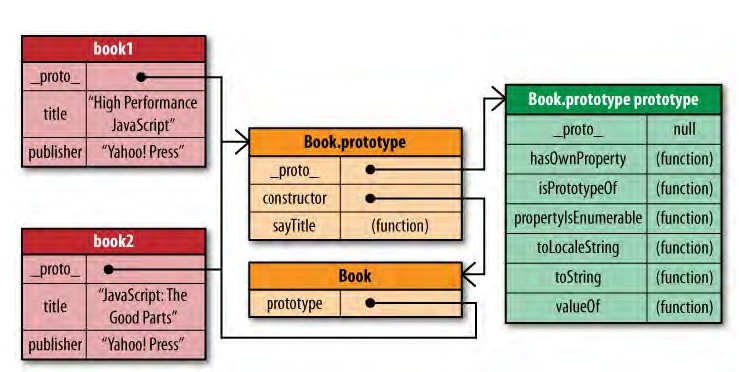 book1
_proto_
title "High Performance
JavaScript"
publisher "Yahoo! Press"
book2
_proto_
title "JavaScript: The
Good Parts"
publisher "Yahoo! Press"
Book.prototype
_proto_
constructor
sayTitle (function)
Book
prototype
Book.prototype prototype
_proto_ null
hasOwnProperty (function)
isPrototypeOf (function)
propertyIsEnumerable (function)
toLocaleString (function)
toString (function)
valueOf (function)